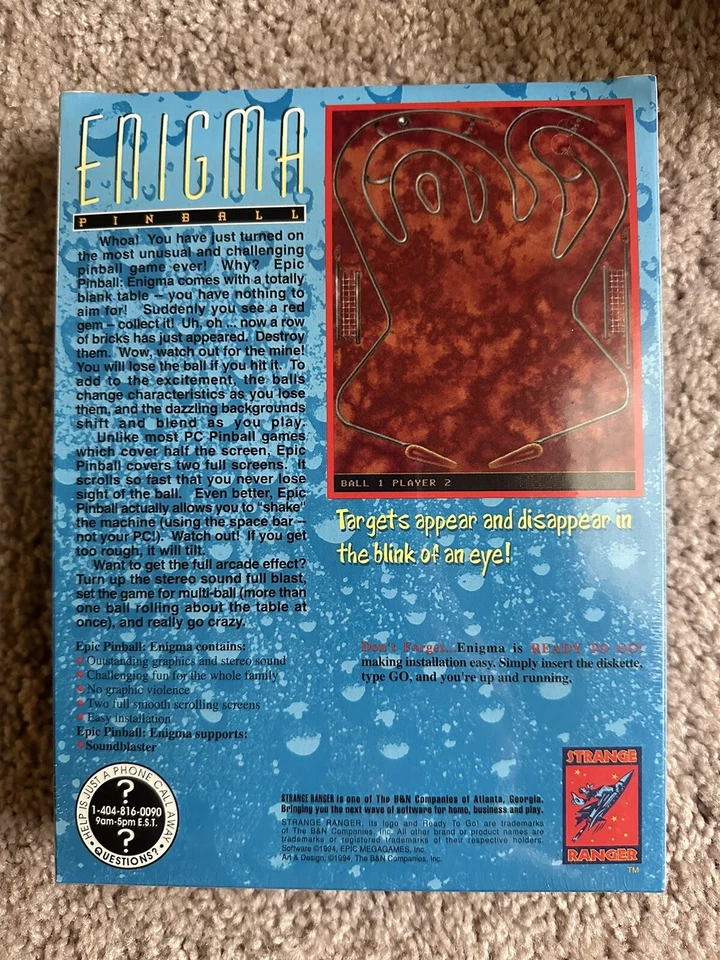 ENIGMA
PINBALL
Whoa! You have just turned on
the most unusual and challenging
pinball game ever! Why? Epic
Pinball: Enigma comes with a totally
blank table – you have nothing to
aim for! Suddenly you see a red
gem – collect it! Uh, oh ... now a row
of bricks has just appeared. Destroy
them. Wow, watch out for the mine!
You will lose the ball if you hit it. To
add to the excitement, the balls
change characteristics as you lose
them, and the dazzling backgrounds
shift and blend as you play.
Unlike most PC Pinball games
which cover half the screen, Epic
Pinball covers two full screens. It
scrolls so fast that you never lose
sight of the ball. Even better, Epic
Pinball actually allows you to "shake"
the machine (using the space bar –
not your PC!). Watch out! If you get
too rough, it will tilt.
Want to get the full arcade effect?
Turn up the stereo sound full blast,
set the game for multi-ball (more than
one ball rolling about the table at
once), and really go crazy.
Epic Pinball: Enigma contains:
Outstanding graphics and stereo sound
Challenging fun for the whole family
No graphic violence
Two full smooth scrolling screens
Easy installation
Epic Pinball: Enigma supports:
Soundblaster
HELP IS JUST A PHONE CALL AWAY
?
1-404-816-0090
9am-5pm E.S.T.
?
• QUESTIONS? •
BALL 1 PLAYER 2
Targets appear and disappear in
the blink of an eye!
Don't Forget...Enigma is READY TO GO!
making installation easy. Simply insert the diskette,
type GO, and you're up and running.
STRANGE RANGER is one of The B&N Companies of Atlanta, Georgia.
Bringing you the next wave of software for home, business and play.
STRANGE RANGER, its logo and Ready To Go! are trademarks
of The B&N Companies, Inc. All other brand or product names are
trademarks or registered trademarks of their respective holders.
Software ©1994, EPIC MEGAGAMES, Inc.
Art & Design, ©1994, The B&N Companies, Inc.
STRANGE
RANGER
TM